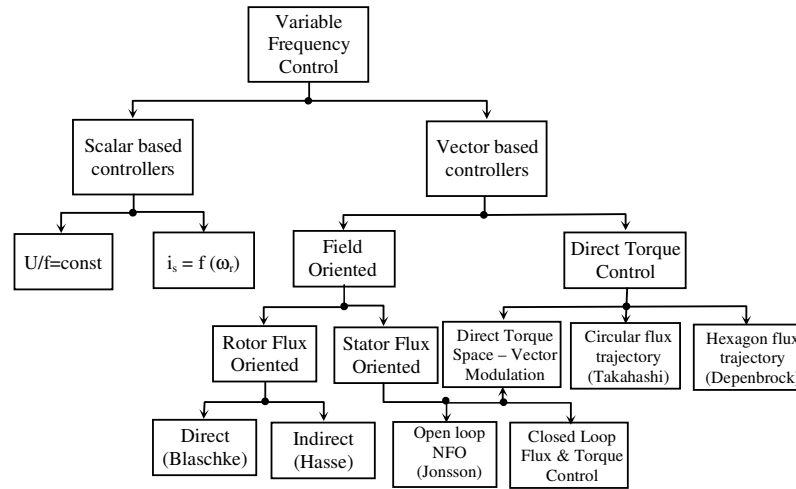 Variable
Frequency
Control
Scalar based
controllers
Vector based
controllers
U/f=const
iₛ = f (ωᵣ)
Field
Oriented
Direct Torque
Control
Rotor Flux
Oriented
Stator Flux
Oriented
Direct Torque
Space – Vector
Modulation
Circular flux
trajectory
(Takahashi)
Hexagon flux
trajectory
(Depenbrock)
Direct
(Blaschke)
Indirect
(Hasse)
Open loop
NFO
(Jonsson)
Closed Loop
Flux & Torque
Control